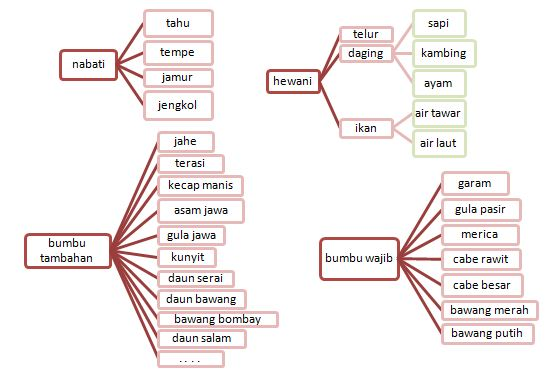 nabati
tahu
tempe
jamur
jengkol
hewani
telur
daging
sapi
kambing
ayam
ikan
air tawar
air laut
bumbu
tambahan
jahe
terasi
kecap manis
asam jawa
gula jawa
kunyit
daun serai
daun bawang
bawang bombay
daun salam
. . . .
bumbu wajib
garam
gula pasir
merica
cabe rawit
cabe besar
bawang merah
bawang putih